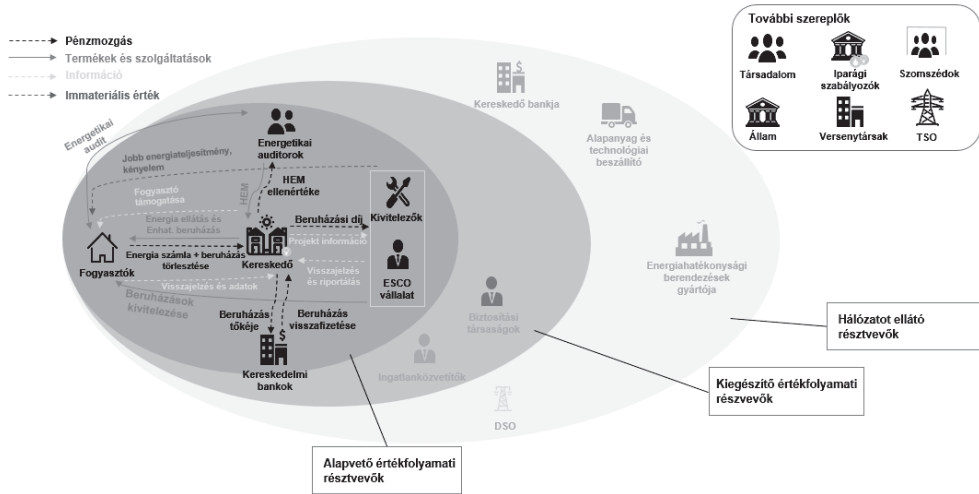 Pénzmozgás
Termékek és szolgáltatások
Információ
Immateriális érték
További szereplők
Társadalom
Iparági
szabályozók
Szomszédok
Állam
Versenytársak
TSO
$
Kereskedő bankja
Alapanyag és
technológiai
beszállító
Energiahatékonysági
berendezések
gyártója
Energetikai
audit
Energetikai
auditorok
Jobb energiateljesítmény,
kényelem
HEM
HEM
ellenértéke
Fogyasztó
támogatása
Energia ellátás és
Enhat. beruházás
Beruházási díj
Kivitelezők
Projekt információ
Fogyasztók
Energia számla + beruházás
törlesztése
Kereskedő
Visszajelzés
és riportálás
ESCO
vállalat
Visszajelzés és adatok
Beruházások
kivitelezése
Beruházás
tőkéje
Beruházás
visszafizetése
$
Kereskedelmi
bankok
Biztosítási
társaságok
Ingatlanközvetítők
DSO
Hálózatot ellátó
résztvevők
Kiegészítő értékfolyamati
részvevők
Alapvető értékfolyamati
résztvevők